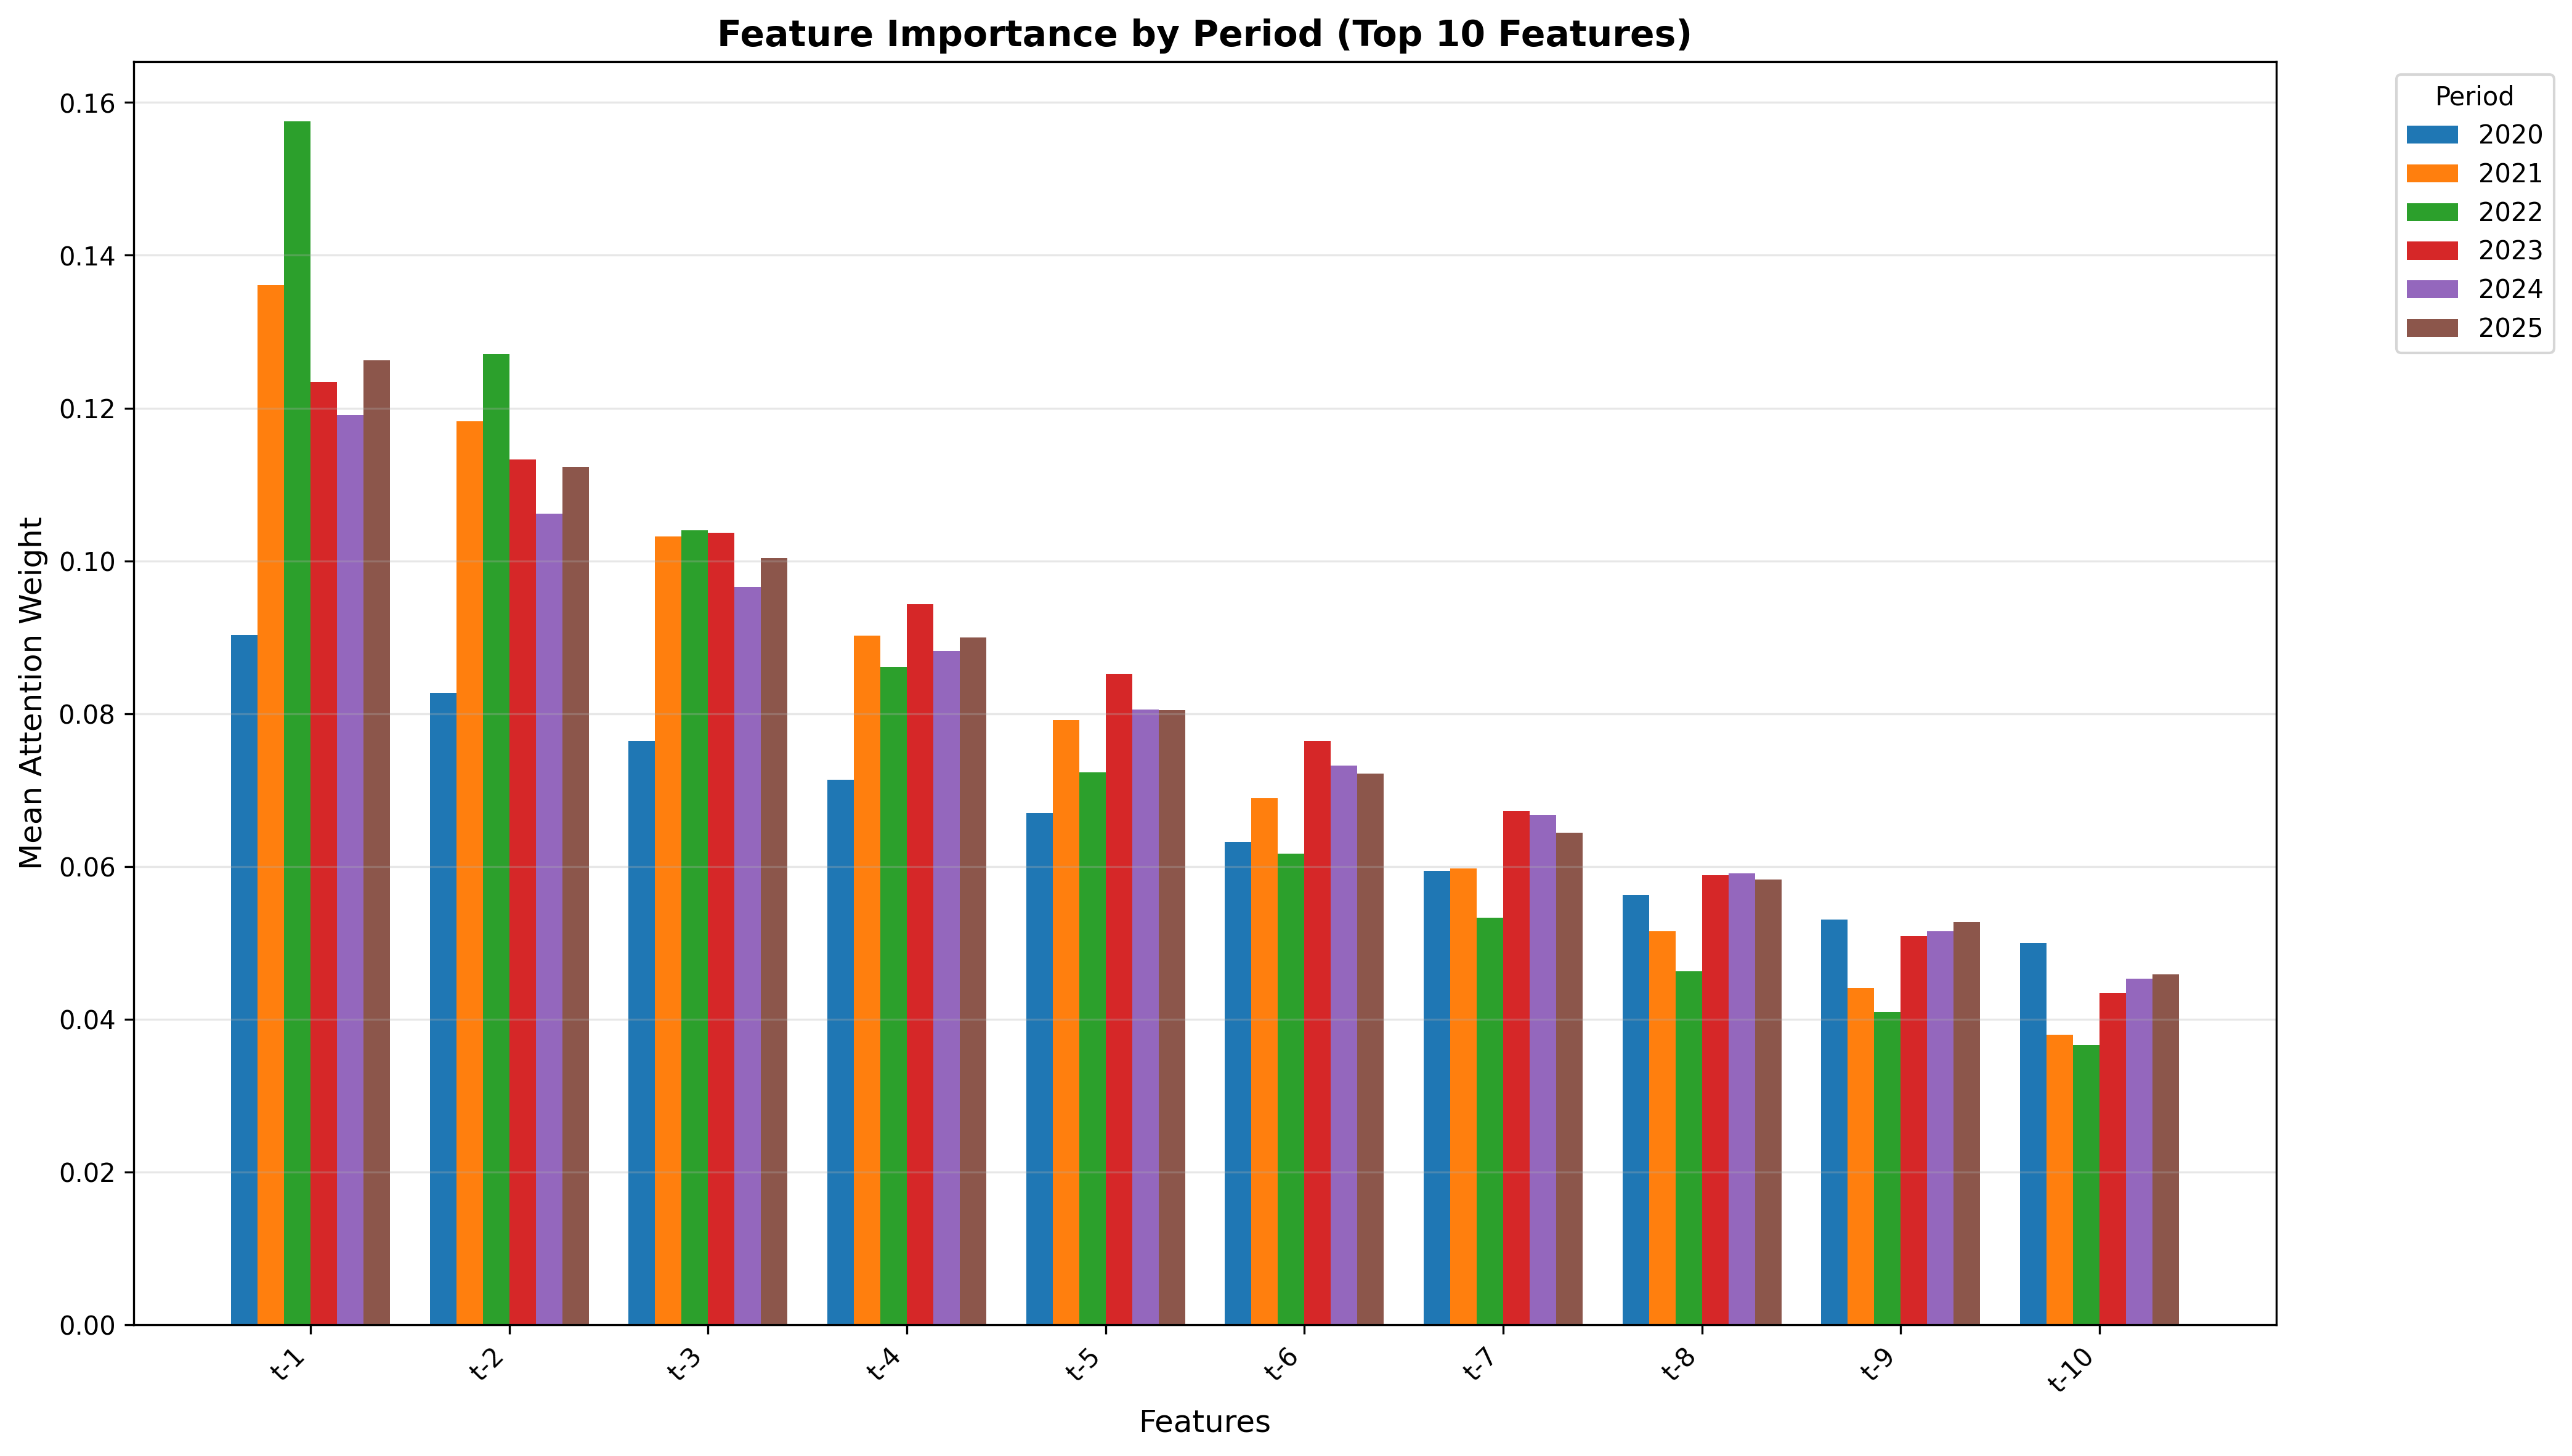 Feature Importance by Period (Top 10 Features)
Mean Attention Weight
0.16
0.14
0.12
0.10
0.08
0.06
0.04
0.02
0.00
t-1
t-2
t-3
t-4
t-5
t-6
t-7
t-8
t-9
t-10
Features
Period
2020
2021
2022
2023
2024
2025